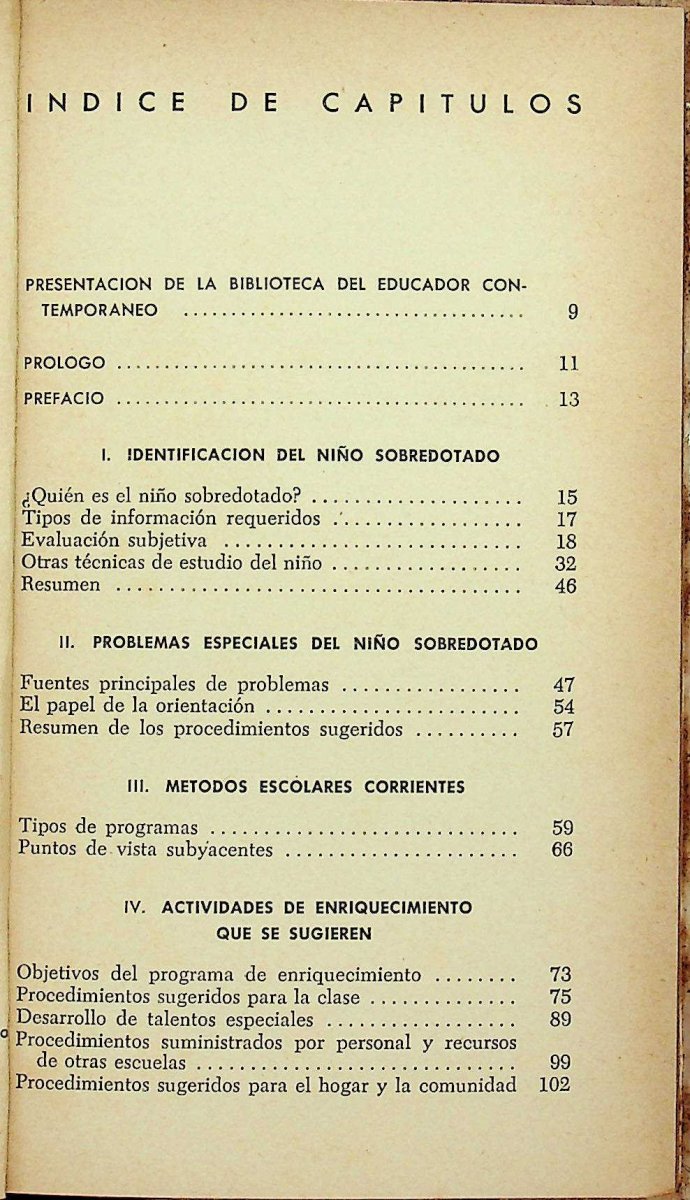 INDICE DE CAPITULOS
PRESENTACION DE LA BIBLIOTECA DEL EDUCADOR CON-
TEMPORANEO .................................. 9
PROLOGO .......................................... 11
PREFACIO .......................................... 13
I. IDENTIFICACION DEL NIÑO SOBREDOTADO
¿Quién es el niño sobredotado? .................... 15
Tipos de información requeridos .................. 17
Evaluación subjetiva ............................ 18
Otras técnicas de estudio del niño .................. 32
Resumen ...................................... 46
II. PROBLEMAS ESPECIALES DEL NIÑO SOBREDOTADO
Fuentes principales de problemas ................. 47
El papel de la orientación ........................ 54
Resumen de los procedimientos sugeridos .......... 57
III. METODOS ESCOLARES CORRIENTES
Tipos de programas ............................. 59
Puntos de vista subyacentes ...................... 66
IV. ACTIVIDADES DE ENRIQUECIMIENTO
QUE SE SUGIEREN
Objetivos del programa de enriquecimiento ........ 73
Procedimientos sugeridos para la clase .............. 75
Desarrollo de talentos especiales .................. 89
Procedimientos suministrados por personal y recursos
de otras escuelas .............................. 99
Procedimientos sugeridos para el hogar y la comunidad 102